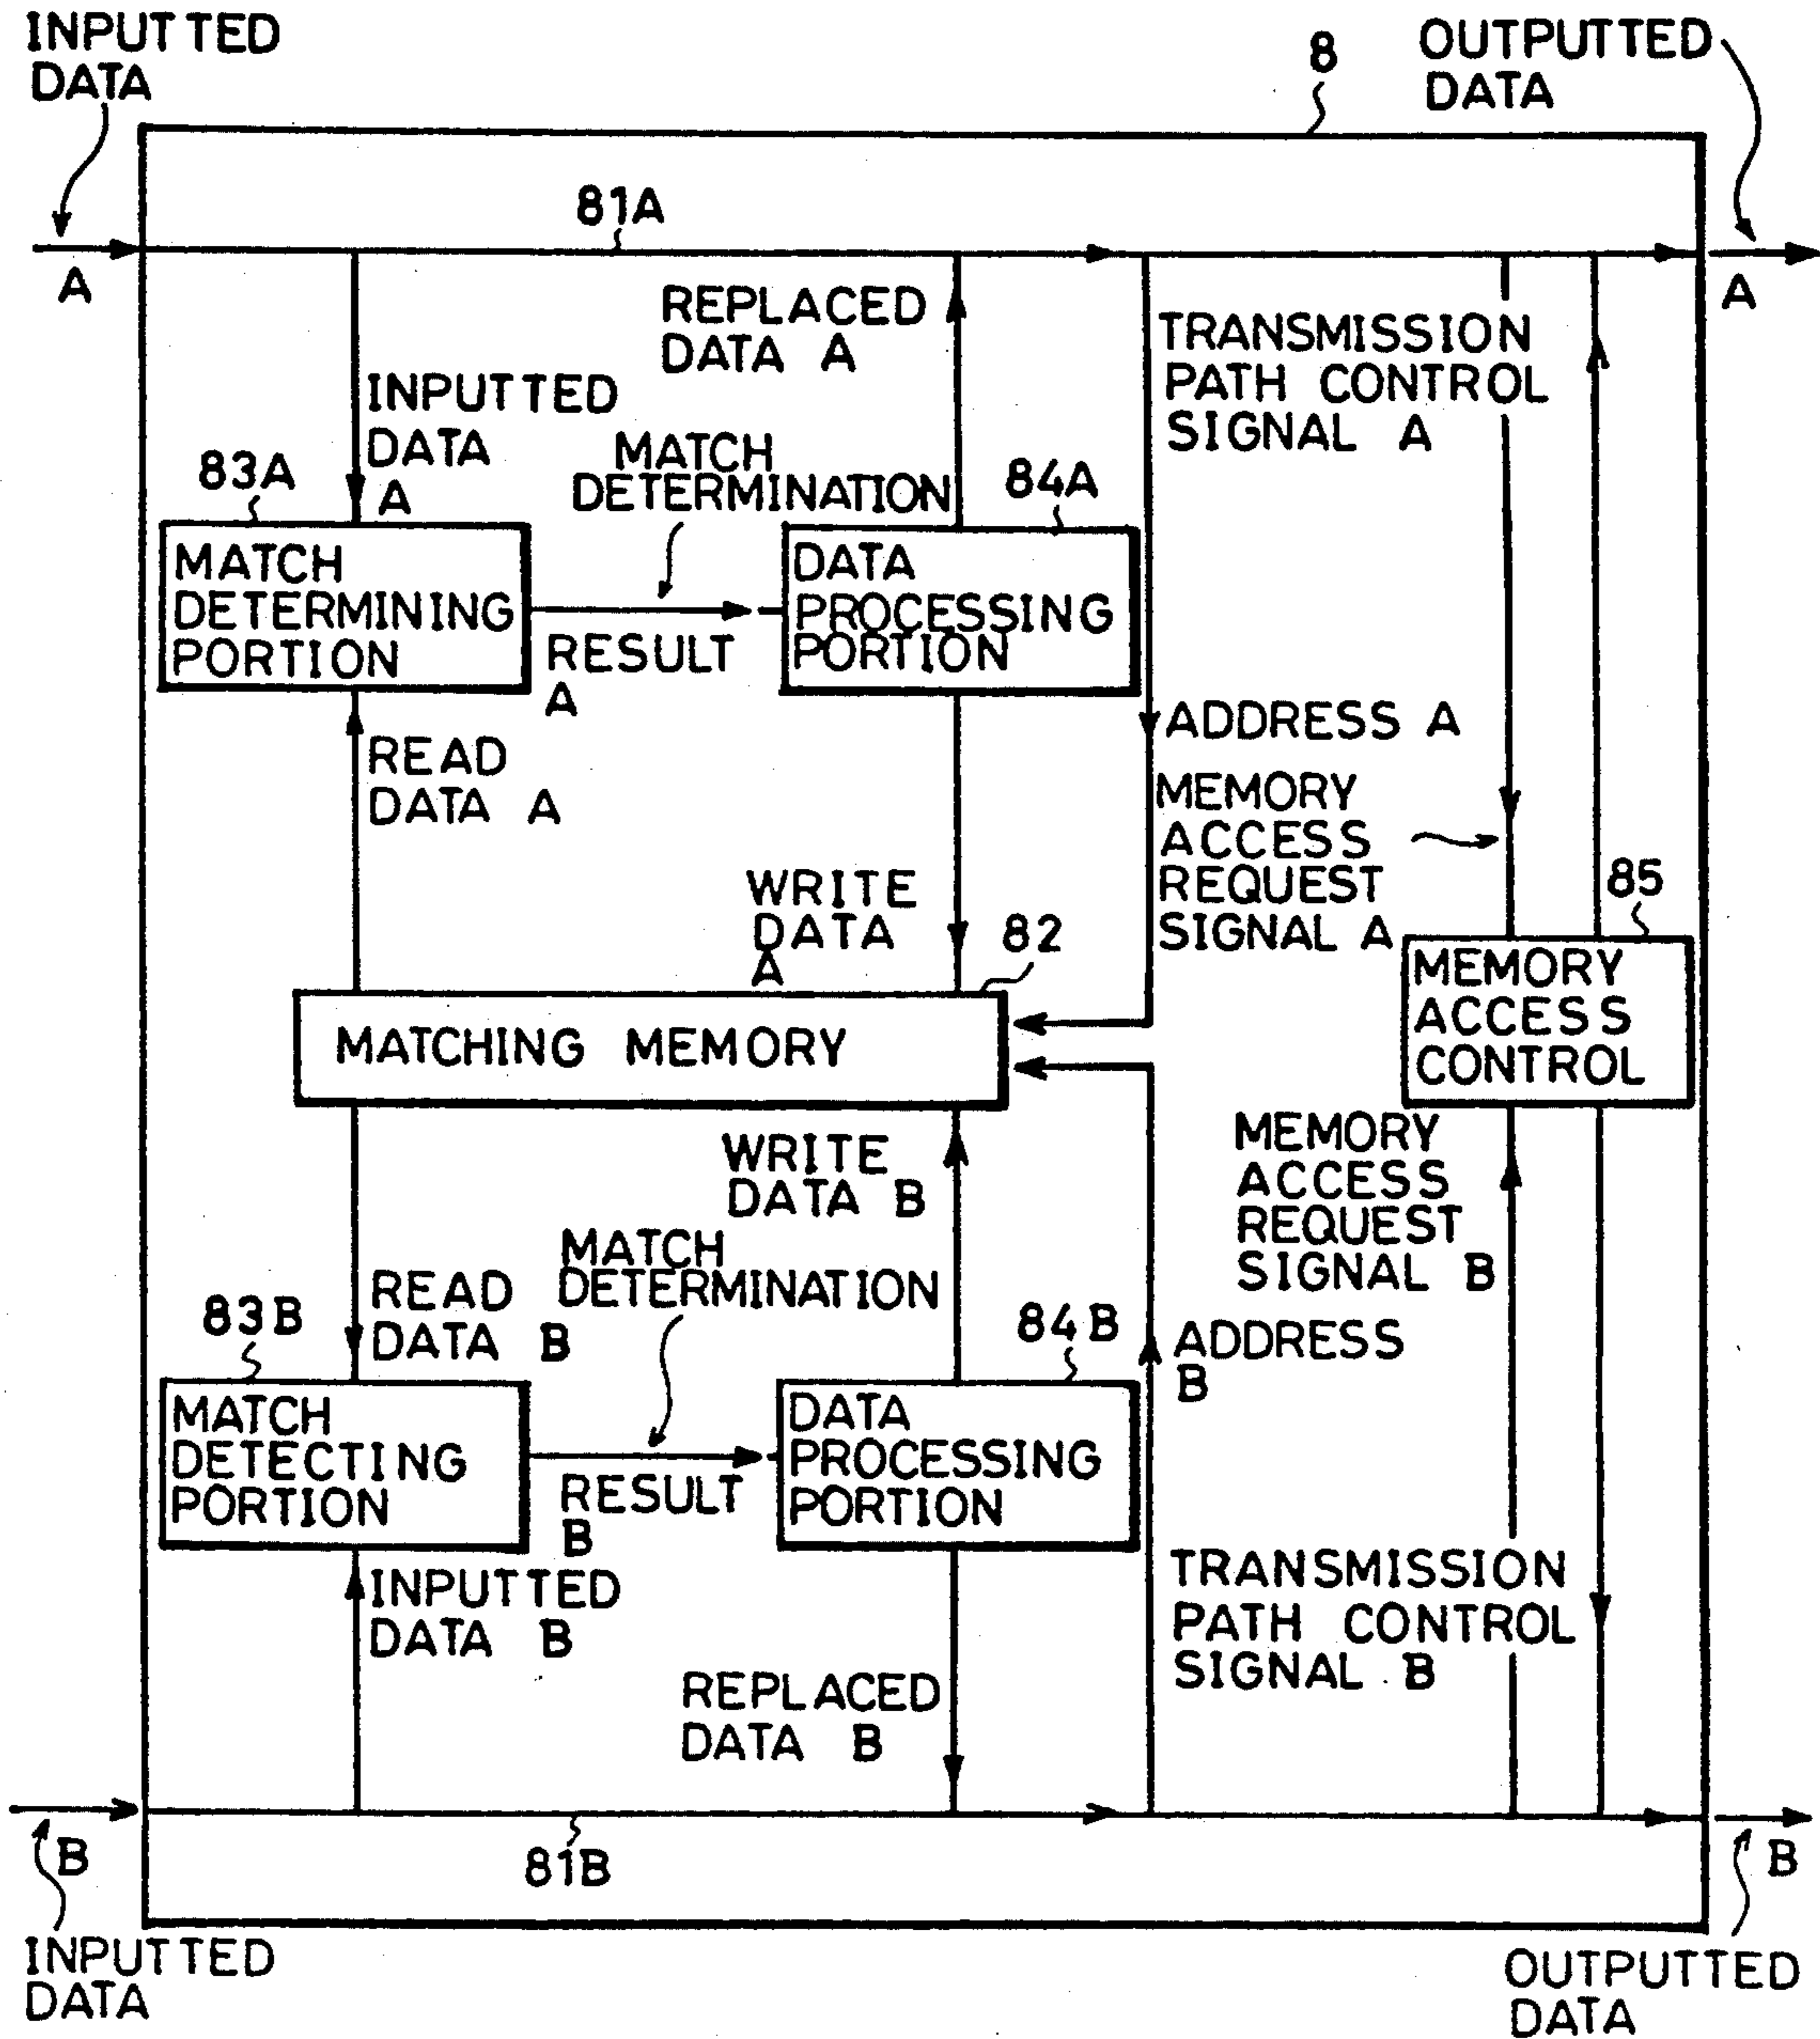 INPUTTED
DATA
8
OUTPUTTED
DATA
81A
A
A
REPLACED
DATA A
TRANSMISSION
PATH CONTROL
SIGNAL A
INPUTTED
DATA
A
MATCH
DETERMINATION
83A
84A
MATCH
DETERMINING
PORTION
DATA
PROCESSING
PORTION
RESULT
A
ADDRESS A
READ
DATA A
MEMORY
ACCESS
REQUEST
SIGNAL A
WRITE
DATA
A
82
85
MATCHING MEMORY
MEMORY
ACCESS
CONTROL
WRITE
DATA B
MEMORY
ACCESS
REQUEST
SIGNAL B
MATCH
DETERMINATION
READ
DATA B
83B
84B
ADDRESS
B
MATCH
DETECTING
PORTION
DATA
PROCESSING
PORTION
RESULT
B
INPUTTED
DATA B
TRANSMISSION
PATH CONTROL
SIGNAL B
REPLACED
DATA B
B
81B
B
INPUTTED
DATA
OUTPUTTED
DATA